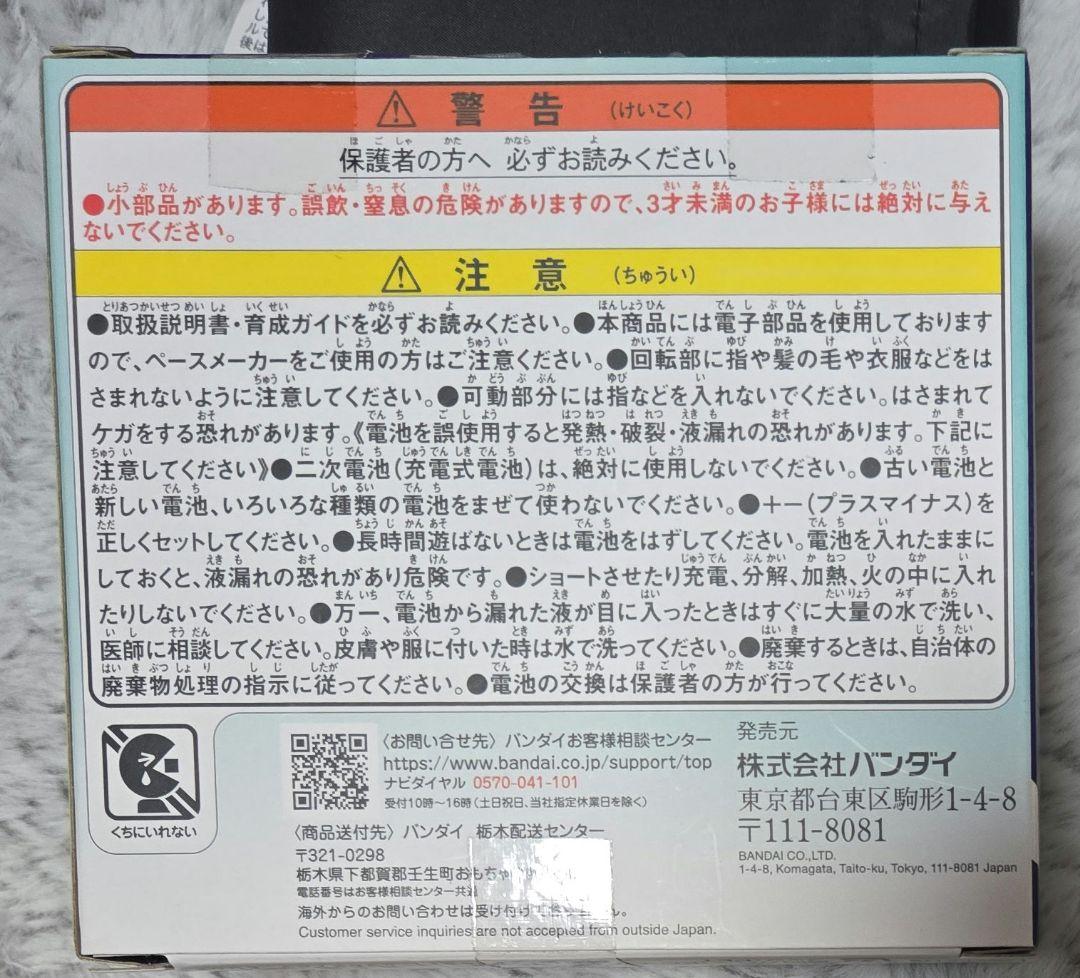 警告 (けいこく)
保護者の方へ 必ずお読みください。
●小部品があります。誤飲・窒息の危険がありますので、3才未満のお子様には絶対に与え
ないでください。
注意 (ちゅうい)
●取扱説明書・育成ガイドを必ずお読みください。●本商品には電子部品を使用しております
ので、ペースメーカーをご使用の方はご注意ください。●回転部に指や髪の毛や衣服などをは
さまれないように注意してください。●可動部分には指などを入れないでください。はさまれて
ケガをする恐れがあります。《電池を誤使用すると発熱・破裂・液漏れの恐れがあります。下記に
注意してください》●二次電池(充電式電池)は、絶対に使用しないでください。●古い電池と
新しい電池、いろいろな種類の電池をまぜて使わないでください。●+-(プラスマイナス)を
正しくセットしてください。●長時間遊ばないときは電池をはずしてください。電池を入れたままに
しておくと、液漏れの恐れがあり危険です。●ショートさせたり充電、分解、加熱、火の中に入れ
たりしないでください。●万一、電池から漏れた液が目に入ったときはすぐに大量の水で洗い、
医師に相談してください。皮膚や服に付いた時は水で洗ってください。●廃棄するときは、自治体の
廃棄物処理の指示に従ってください。●電池の交換は保護者の方が行ってください。
くちにいれない
〈お問い合せ先〉バンダイお客様相談センター
https://www.bandai.co.jp/support/top
ナビダイヤル 0570-041-101
受付10時~16時(土日祝日、当社指定休業日を除く)
〈商品送付先〉バンダイ 栃木配送センター
〒321-0298
栃木県下都賀郡壬生町おもちゃ
電話番号はお客様相談センター共通
海外からのお問い合わせは受け付けておりません。
Customer service inquiries are not accepted from outside Japan.
発売元
株式会社バンダイ
東京都台東区駒形1-4-8
〒111-8081
BANDAI CO.,LTD.
1-4-8, Komagata, Taito-ku, Tokyo, 111-8081 Japan